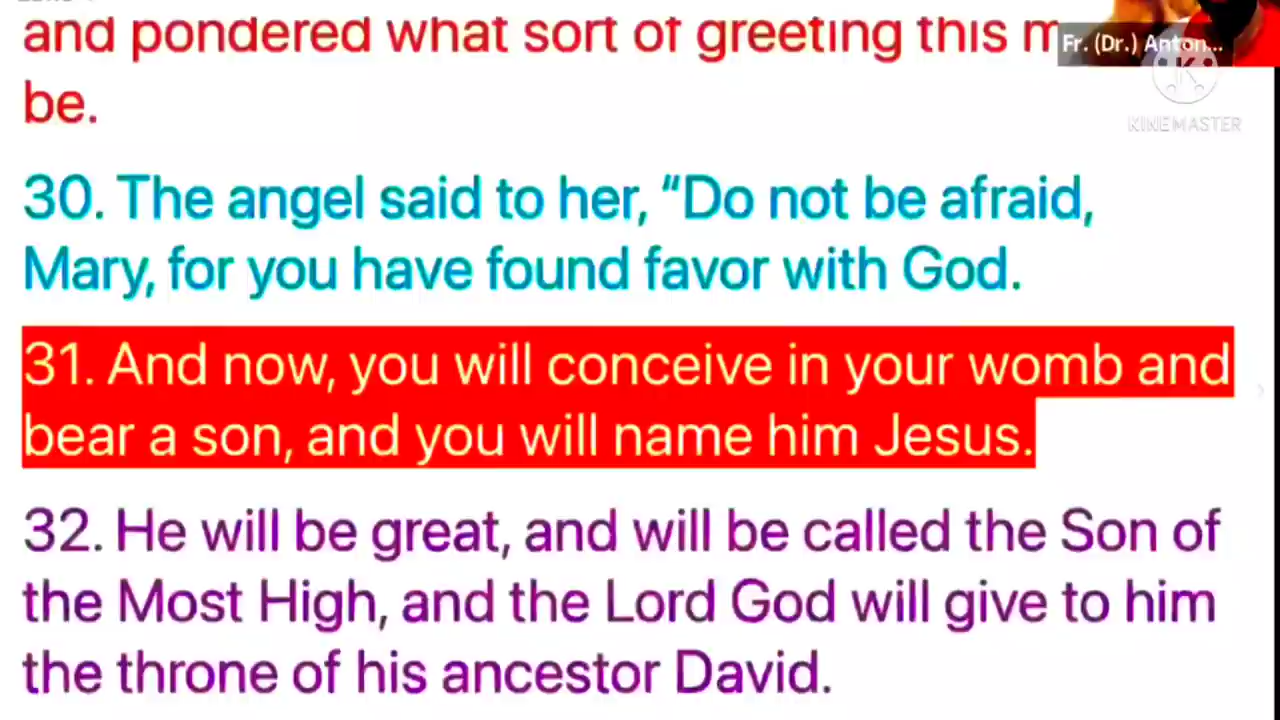 and pondered what sort of greeting this
Fr. (Dr.) Anton...
be.
KINEMASTER
30. The angel said to her, “Do not be afraid,
Mary, for you have found favor with God.
31. And now, you will conceive in your womb and
bear a son, and you will name him Jesus.
32. He will be great, and will be called the Son of
the Most High, and the Lord God will give to him
the throne of his ancestor David.